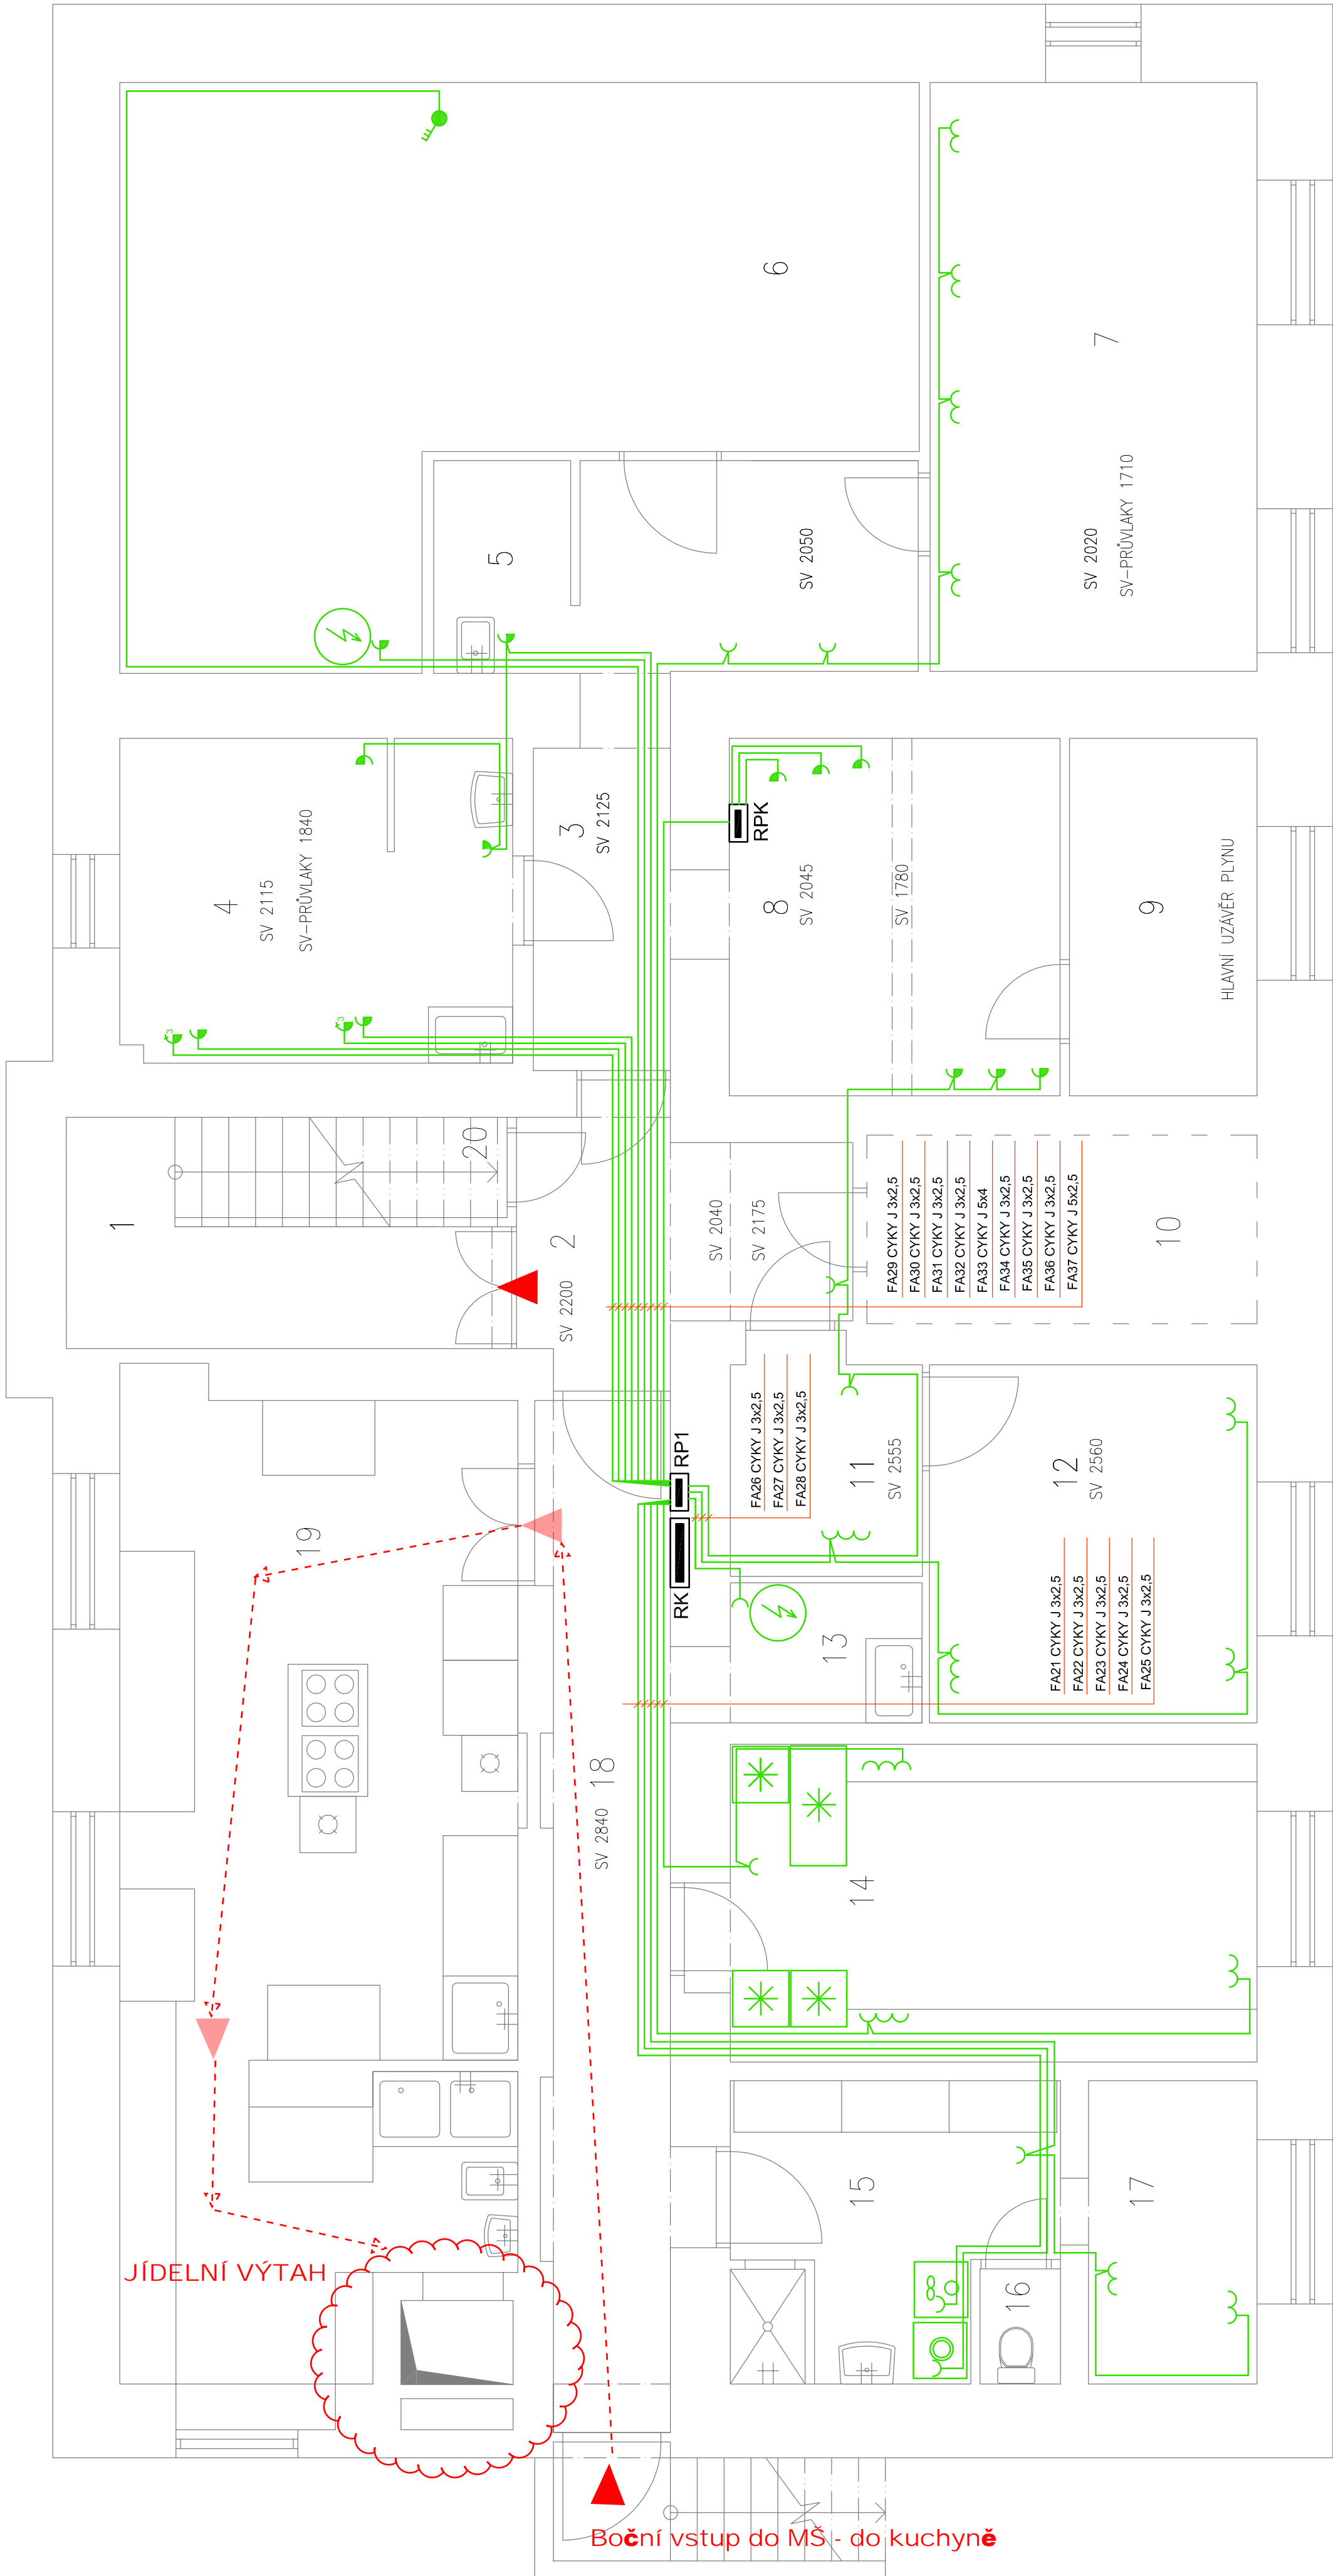 6
7
SV 2020
SV-PRŮVLAKY 1710
5
SV 2050
4
SV 2115
SV-PRŮVLAKY 1840
3
SV 2125
RPK
8
SV 2045
SV 1780
9
HLAVNÍ UZÁVĚR PLYNU
3
3
1
20
2
SV 2200
SV 2040
SV 2175
FA29 CYKY J 3x2,5
FA30 CYKY J 3x2,5
FA31 CYKY J 3x2,5
FA32 CYKY J 3x2,5
FA33 CYKY J 5x4
FA34 CYKY J 3x2,5
FA35 CYKY J 3x2,5
FA36 CYKY J 3x2,5
FA37 CYKY J 5x2,5
10
FA26 CYKY J 3x2,5
FA27 CYKY J 3x2,5
FA28 CYKY J 3x2,5
RP1
RK
11
SV 2555
12
SV 2560
19
13
FA21 CYKY J 3x2,5
FA22 CYKY J 3x2,5
FA23 CYKY J 3x2,5
FA24 CYKY J 3x2,5
FA25 CYKY J 3x2,5
18
SV 2840
14
15
17
16
JÍDELNÍ VÝTAH
Boční vstup do MŠ - do kuchyně